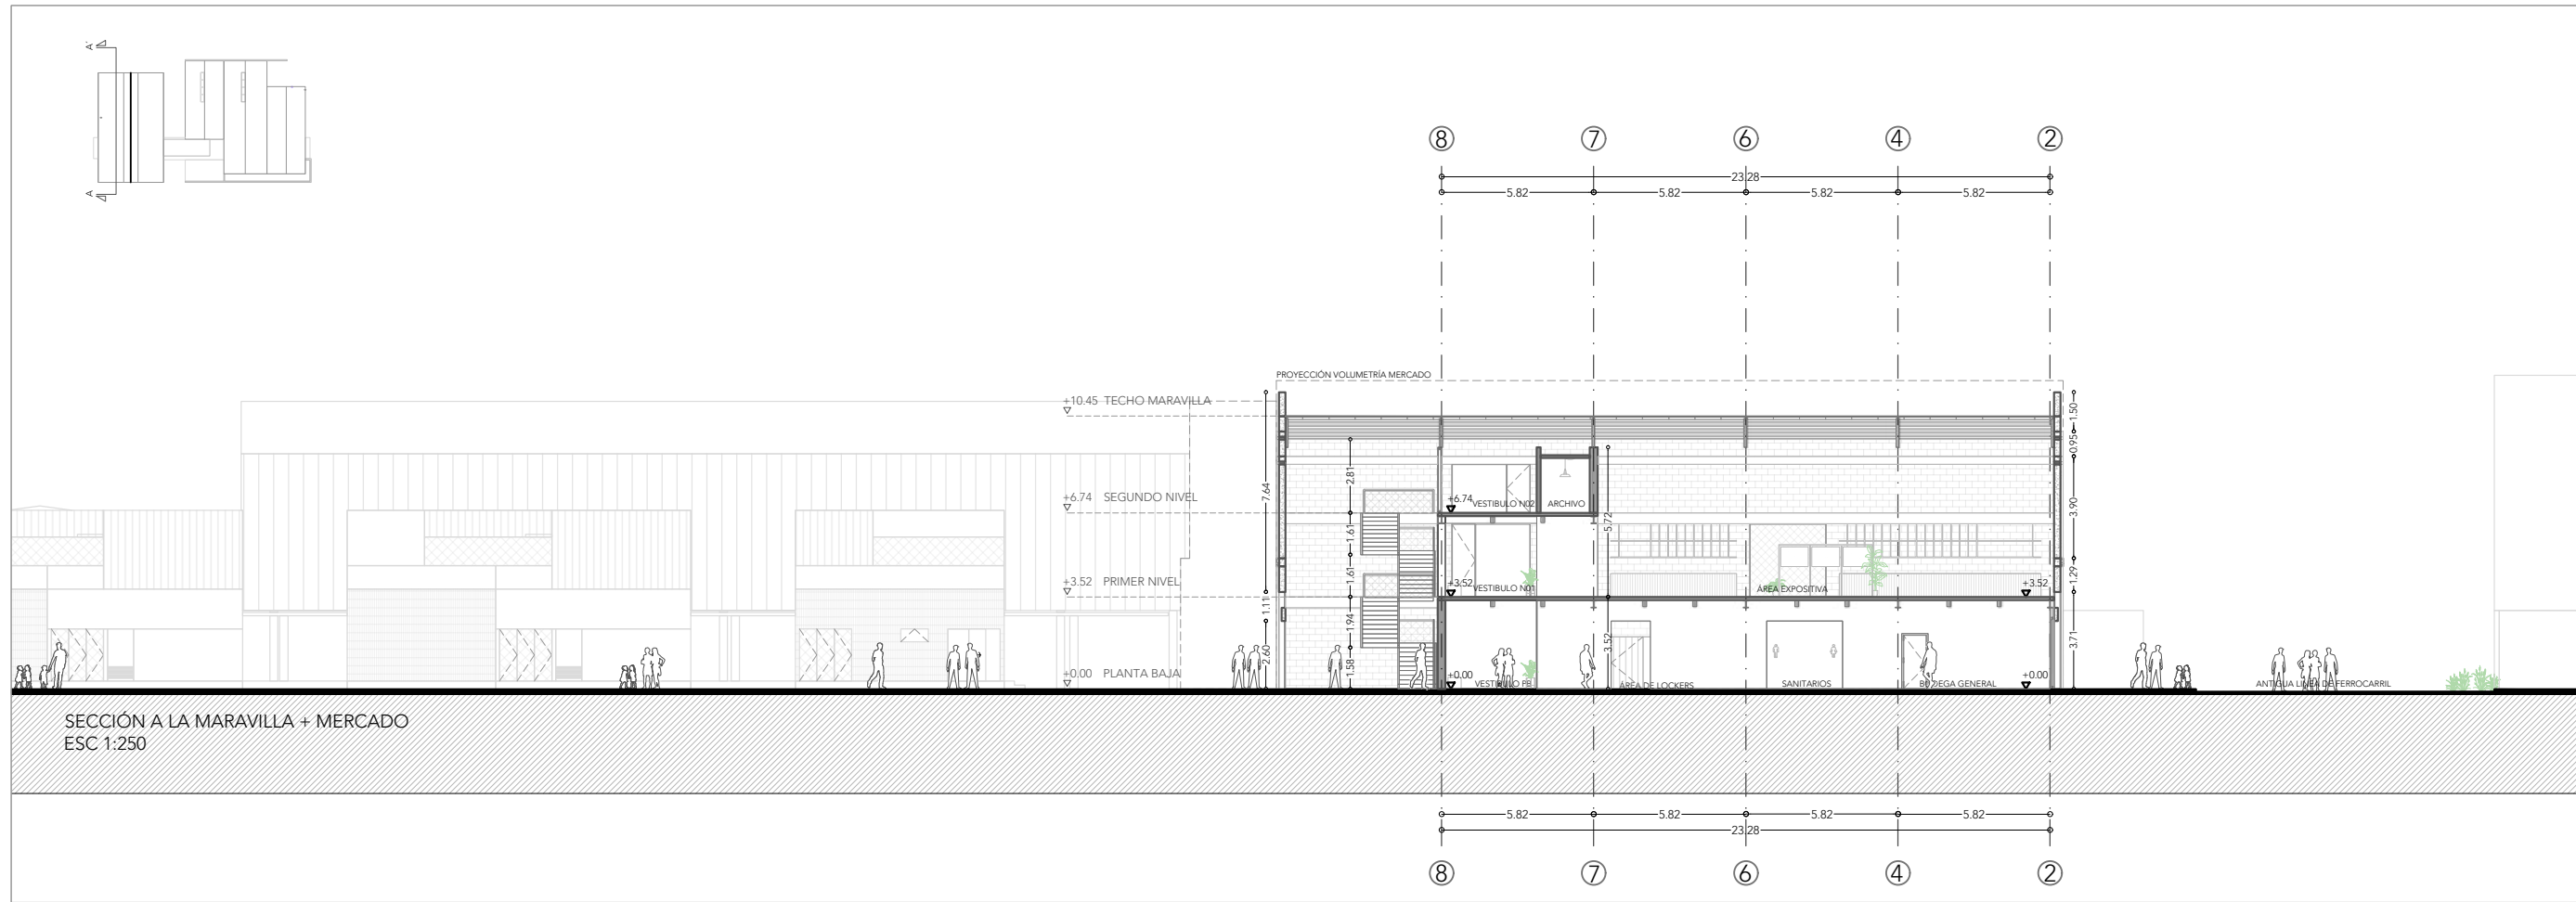 A'
A
8 7 6 4 2
23.28
5.82 5.82 5.82 5.82
PROYECCIÓN VOLUMETRÍA MERCADO
+10.45 TECHO MARAVILLA
1.50
0.95
7.64
2.81
3.90
+6.74 SEGUNDO NIVEL
+6.74 VESTIBULO N02 ARCHIVO
5.72
1.61
1.61
1.29
+3.52 PRIMER NIVEL
+3.52 VESTIBULO N01
ÁREA EXPOSITIVA
+3.52
1.11
1.94
2.60
1.58
3.52
3.71
+0.00 PLANTA BAJA
+0.00 VESTIBULO PB
ÁREA DE LOCKERS
SANITARIOS
BODEGA GENERAL
+0.00
ANTIGUA LINEA DE FERROCARRIL
SECCIÓN A LA MARAVILLA + MERCADO
ESC 1:250
5.82 5.82 5.82 5.82
23.28
8 7 6 4 2